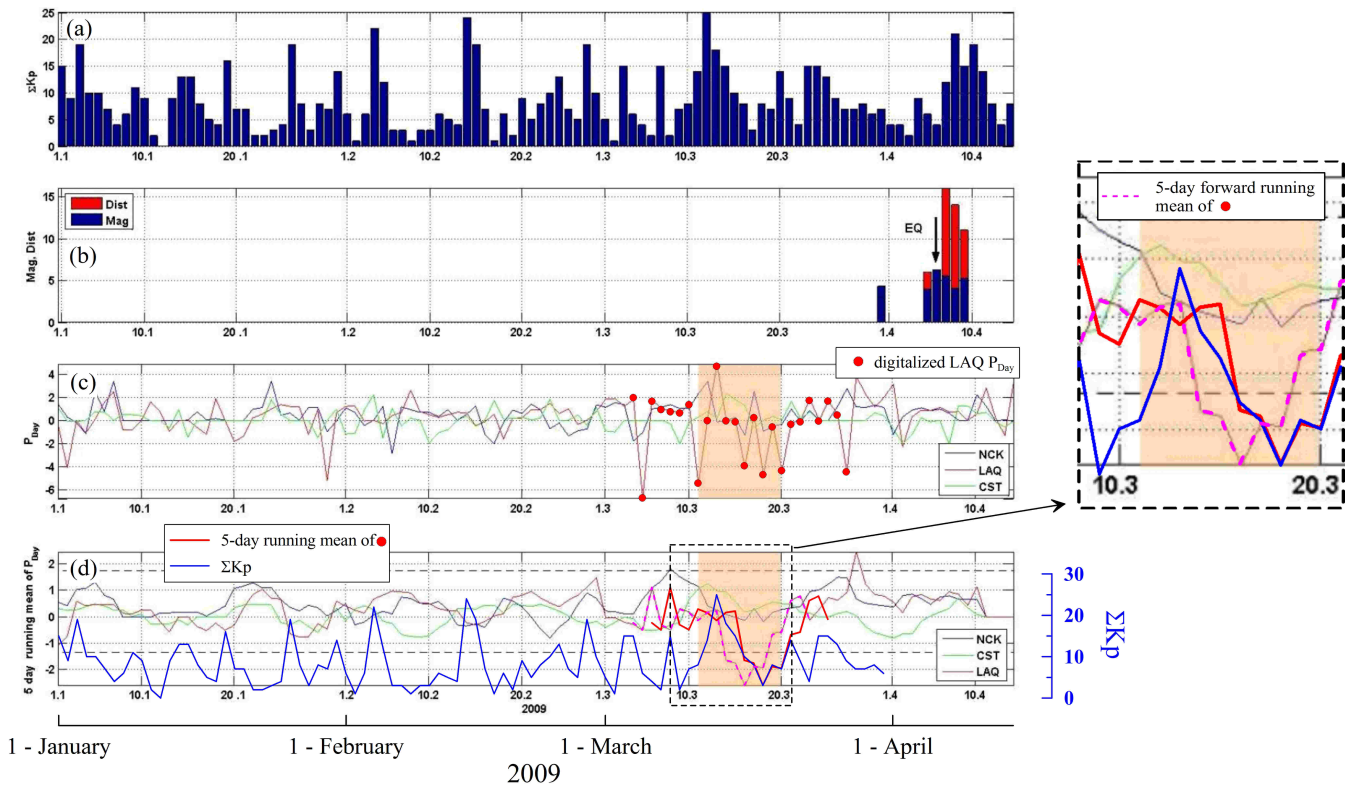 (a)
25
20
15
10
5
0
ΣKp
1.1 10.1 20.1 1.2 10.2 20.2 1.3 10.3 20.3 1.4 10.4
(b)
15
10
5
0
Mag, Dist
Dist
Mag
EQ
1.1 10.1 20.1 1.2 10.2 20.2 1.3 10.3 20.3 1.4 10.4
(c)
4
2
0
-2
-4
-6
P Day
digitalized LAQ P Day
NCK
LAQ
CST
1.1 10.1 20.1 1.2 10.2 20.2 1.3 10.3 20.3 1.4 10.4
5-day running mean of
ΣKp
(d)
2
1
0
-1
-2
5 day running mean of P Day
NCK
CST
LAQ
1.1 10.1 20.1 1.2 10.2 20.2 1.3 10.3 20.3 1.4 10.4
2009
30
20
10
0
ΣKp
5-day forward running
mean of
10.3 20.3
1 - January 1 - February 1 - March 1 - April
2009